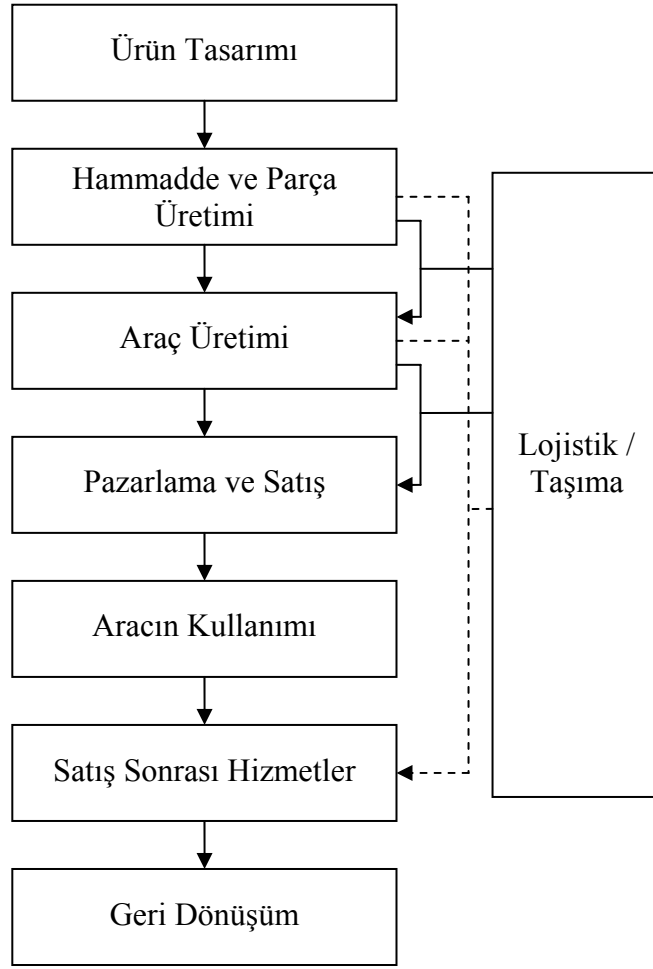 Ürün Tasarımı
Hammadde ve Parça
Üretimi
Araç Üretimi
Pazarlama ve Satış
Lojistik /
Taşıma
Aracın Kullanımı
Satış Sonrası Hizmetler
Geri Dönüşüm